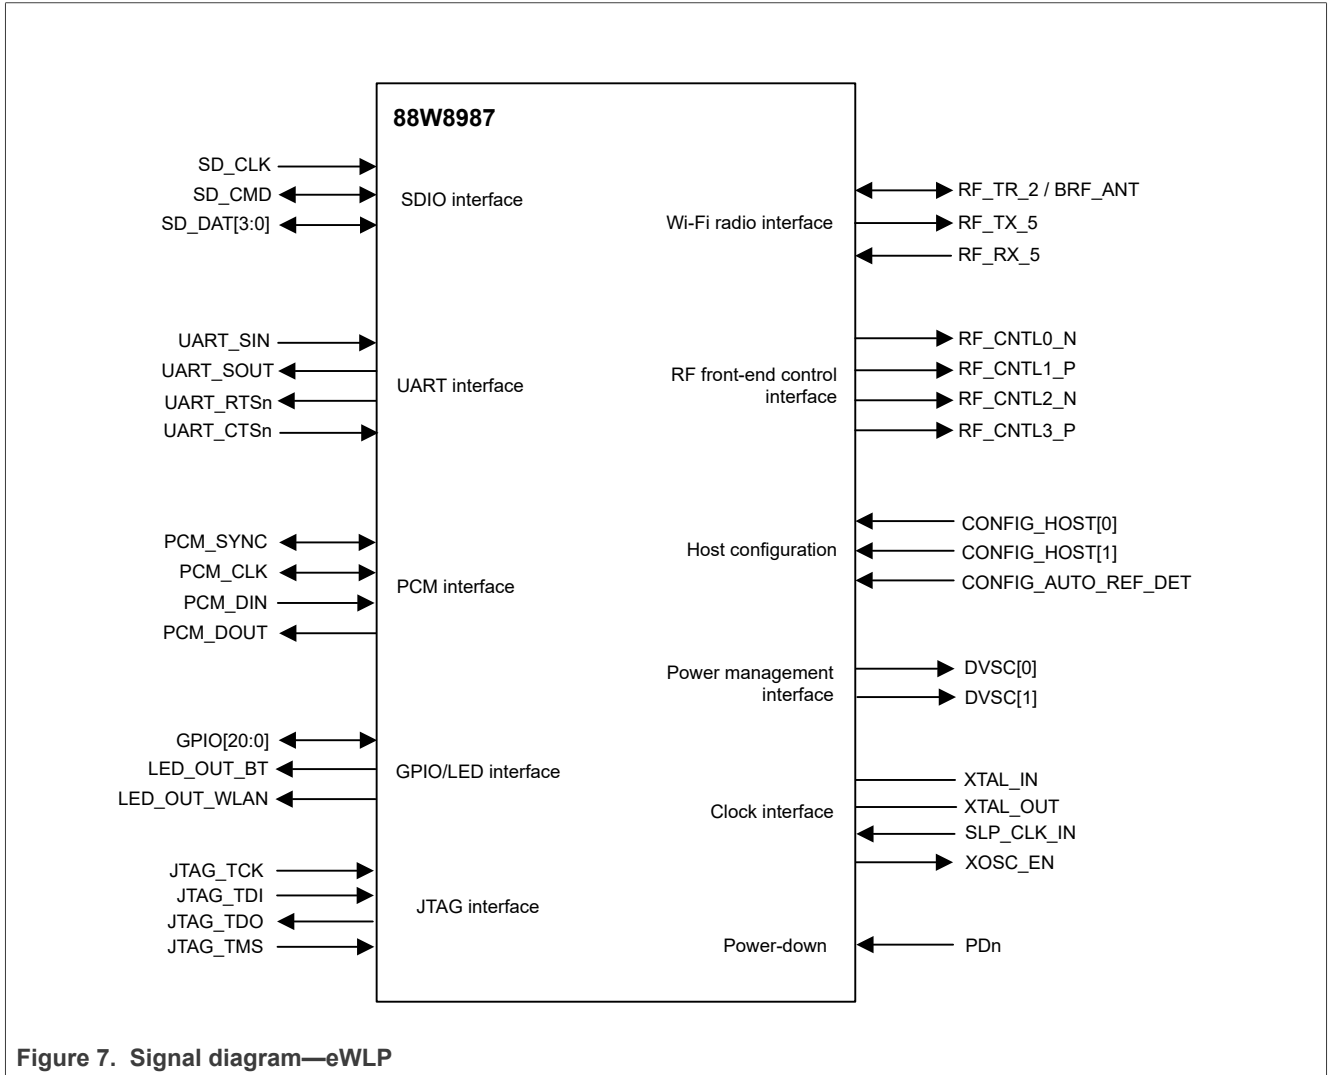 88W8987
SD_CLK
SD_CMD
SD_DAT[3:0]
SDIO interface
UART_SIN
UART_SOUT
UART_RTSn
UART_CTSn
UART interface
PCM_SYNC
PCM_CLK
PCM_DIN
PCM_DOUT
PCM interface
GPIO[20:0]
LED_OUT_BT
LED_OUT_WLAN
GPIO/LED interface
JTAG_TCK
JTAG_TDI
JTAG_TDO
JTAG_TMS
JTAG interface
Wi-Fi radio interface
RF_TR_2 / BRF_ANT
RF_TX_5
RF_RX_5
RF front-end control
interface
RF_CNTL0_N
RF_CNTL1_P
RF_CNTL2_N
RF_CNTL3_P
Host configuration
CONFIG_HOST[0]
CONFIG_HOST[1]
CONFIG_AUTO_REF_DET
Power management
interface
DVSC[0]
DVSC[1]
Clock interface
XTAL_IN
XTAL_OUT
SLP_CLK_IN
XOSC_EN
Power-down
PDn
Figure 7. Signal diagram—eWLP